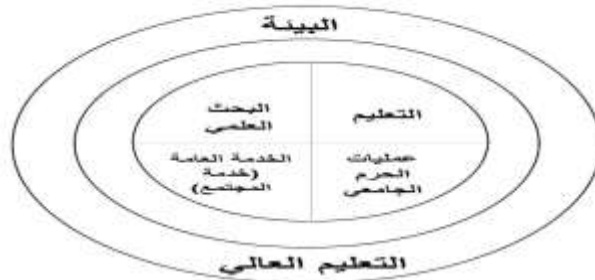 البيئة
التعليم
البحث
العلمي
عمليات
الحرم
الجامعي
الخدمة العامة
(خدمة
المجتمع)
التعليم العالي